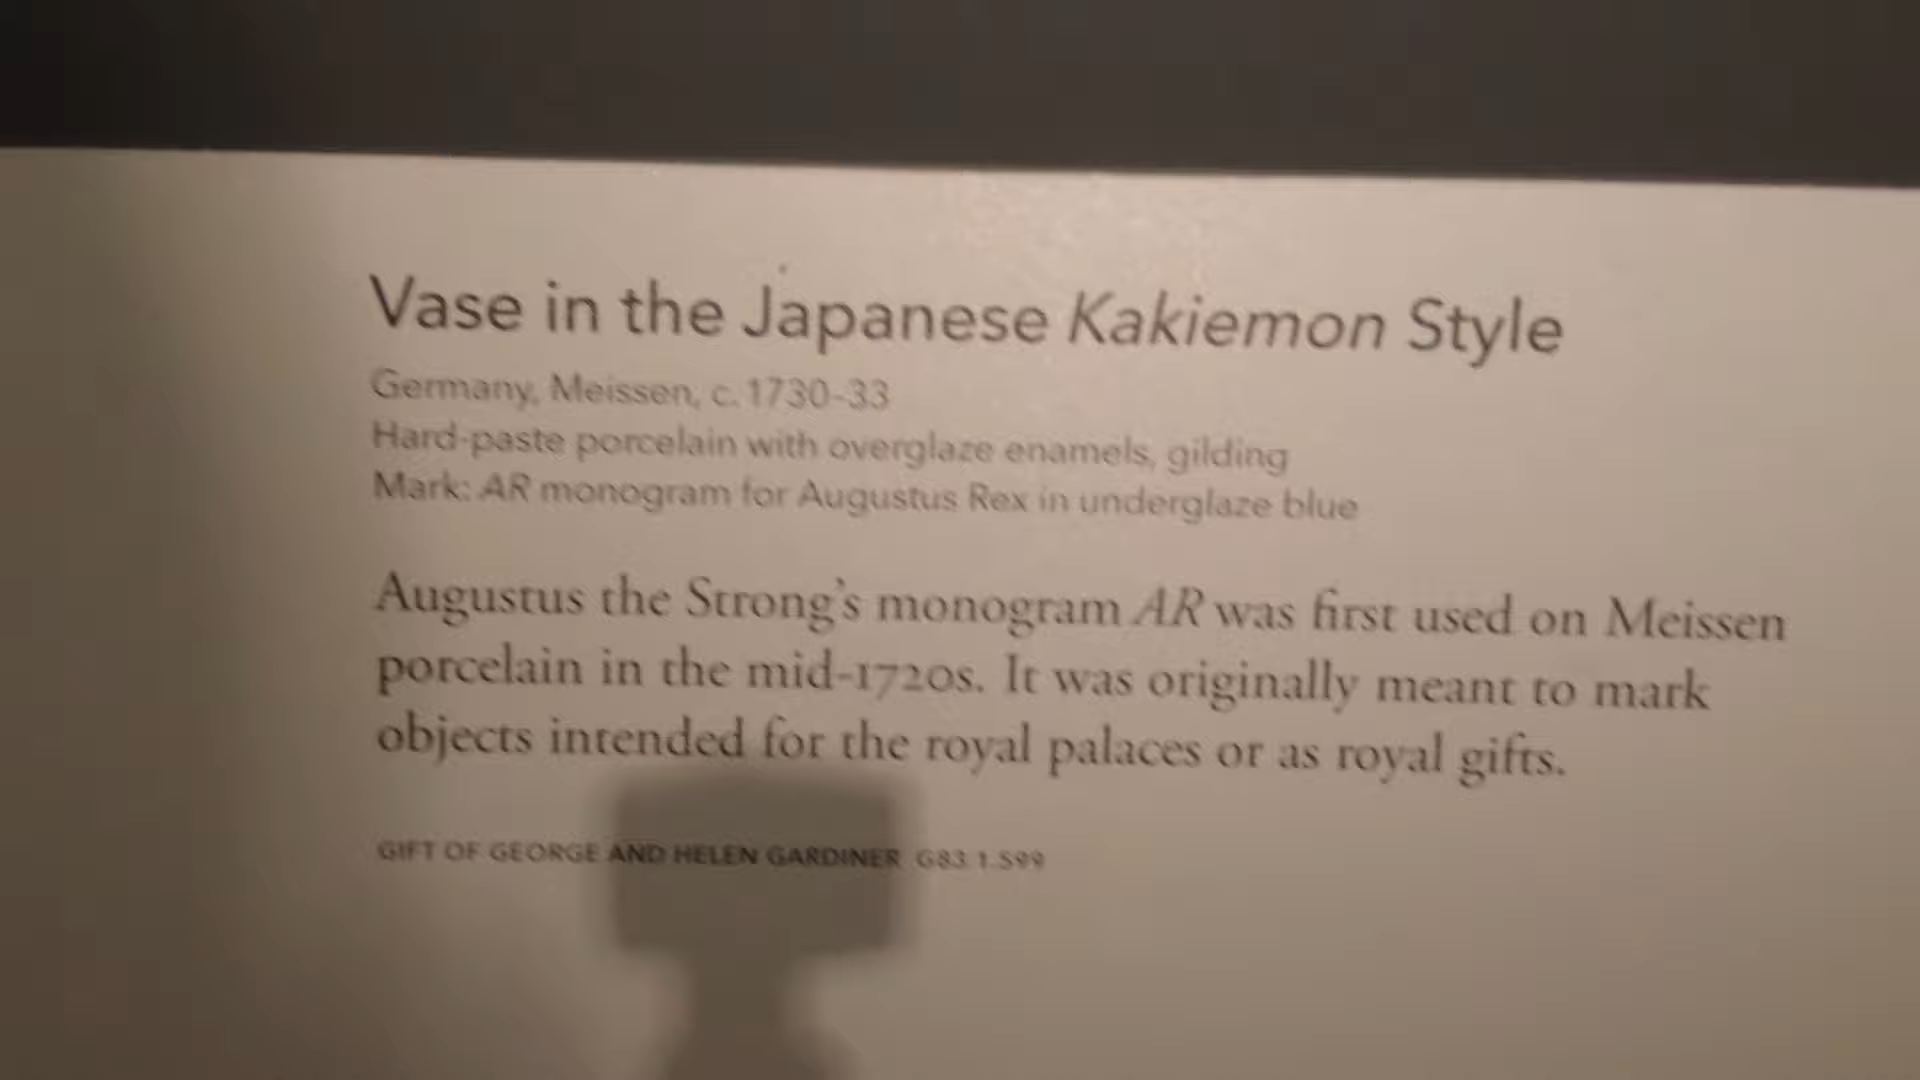 Vase in the Japanese Kakiemon Style
Germany, Meissen, c. 1730-33
Hard-paste porcelain with overglaze enamels, gilding
Mark: AR monogram for Augustus Rex in underglaze blue
Augustus the Strong's monogram AR was first used on Meissen
porcelain in the mid-1720s. It was originally meant to mark
objects intended for the royal palaces or as royal gifts.
GIFT OF GEORGE AND HELEN GARDINER G83.1.599